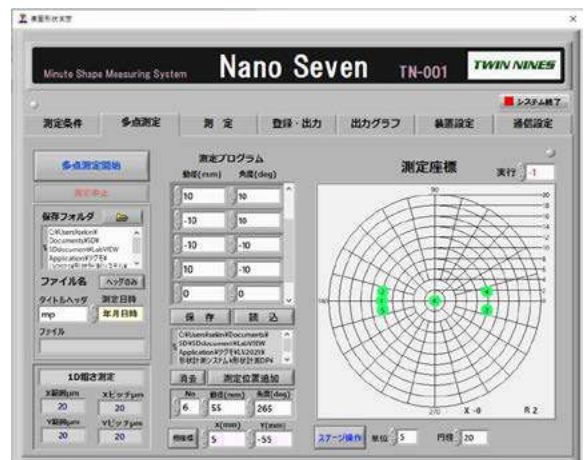 Minute Shape Measuring System
Nano Seven
TN-001
TWIN NINES
システム終了
測定条件
多点測定
測 定
登録・出力
出力グラフ
装置設定
通信設定
多点測定開始
測定中止
保存フォルダ
ファイル名
ヘッダのみ
タイトルヘッダ
測定日時
mp
年月日時
ファイル
1D粗さ測定
X範囲μm
XピッチμM
20
20
Y範囲μm
Yピッチμm
20
20
測定プログラム
動径(mm)
角度(deg)
10
10
-10
10
-10
-10
10
-10
0
0
保 存
読 込
消去
測定位置追加
No
動径(mm)
角度(deg)
6
55
265
X(mm)
Y(mm)
5
-55
測定座標
実行
-1
90
180
270
X -0
R 2
ステージ操作
単位
5
円径
20